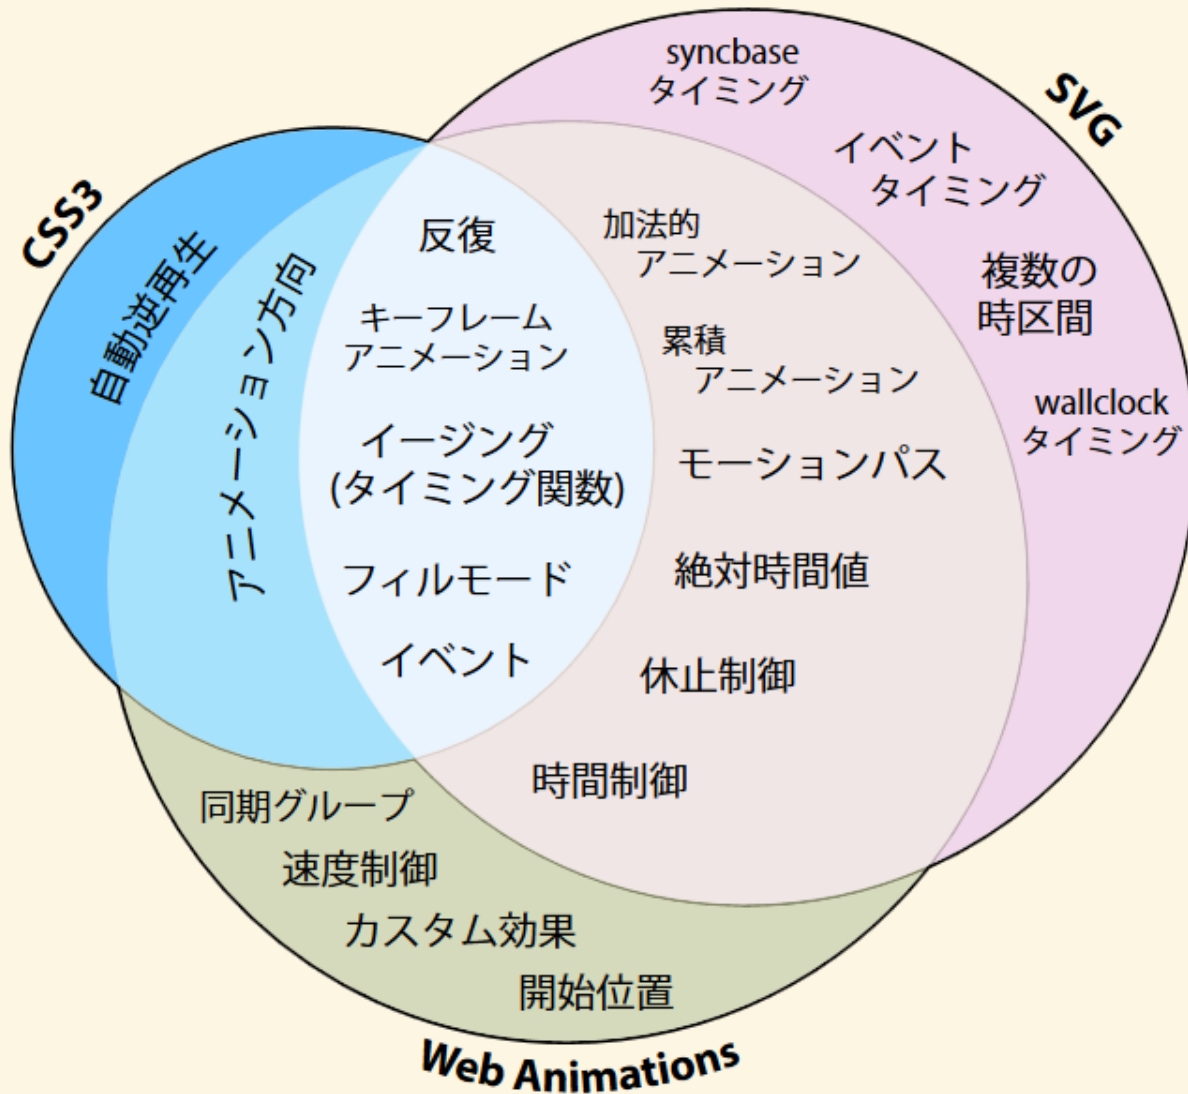 syncbase
タイミング
SVG
イベント
タイミング
複数の
時区間
wallclock
タイミング
CSS3
自動逆再生
アニメーション方向
反復
キーフレーム
アニメーション
イージング
(タイミング関数)
フィルモード
イベント
加法的
アニメーション
累積
アニメーション
モーションパス
絶対時間値
休止制御
時間制御
同期グループ
速度制御
カスタム効果
開始位置
Web Animations